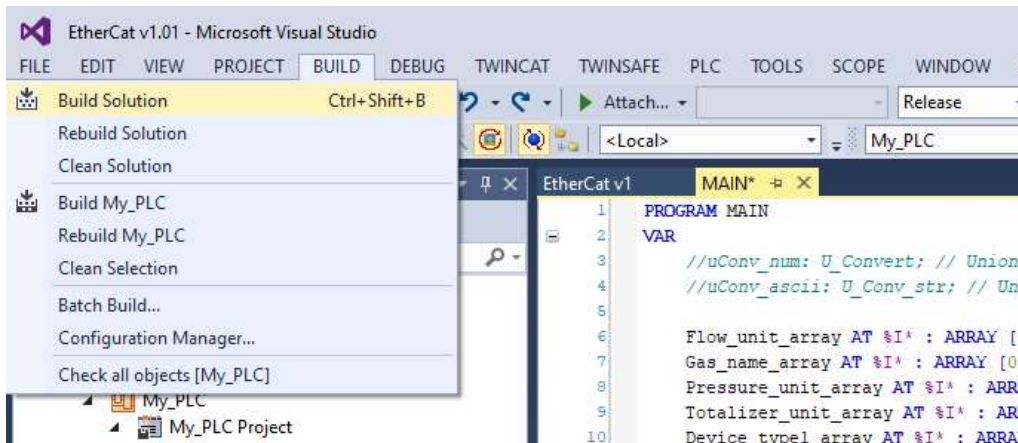 EtherCat v1.01 - Microsoft Visual Studio
FILE EDIT VIEW PROJECT BUILD DEBUG TWINCAT TWINSAFE PLC TOOLS SCOPE WINDOW
Build Solution Ctrl+Shift+B Attach... Release
Rebuild Solution <Local> My_PLC
Clean Solution
Build My_PLC EtherCat v1 MAIN*
Rebuild My_PLC
Clean Selection
Batch Build...
Configuration Manager...
Check all objects [My_PLC]
My_PLC
My_PLC Project
1 PROGRAM MAIN
2 VAR
3 //uConv_num: U_Convert; // Union
4 //uConv_ascii: U_Conv_str; // Un
5
6 Flow_unit_array AT %I* : ARRAY [
7 Gas_name_array AT %I* : ARRAY [0
8 Pressure_unit_array AT %I* : ARR
9 Totalizer_unit_array AT %I* : AR
10 Device_type1_array AT %I* : ARRA